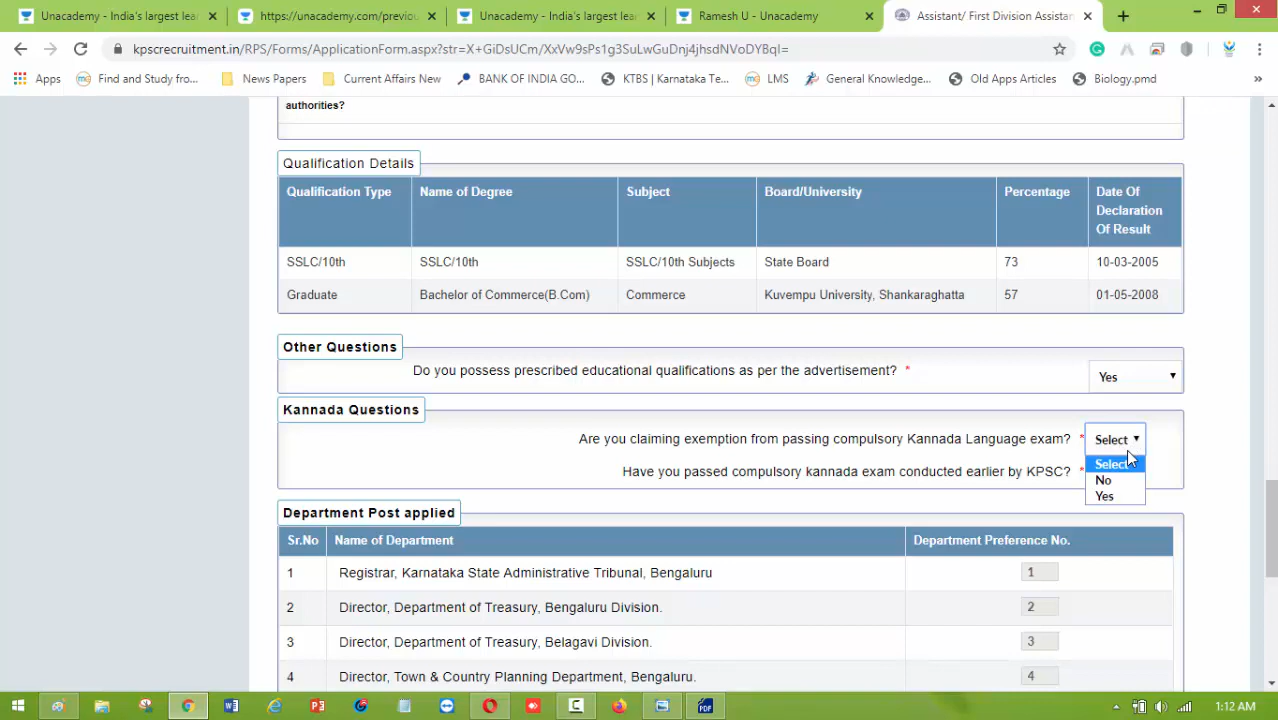 Unacademy - India's largest lea
https://unacademy.com/previou
Unacademy - India's largest lea
Ramesh U - Unacademy
Assistant/ First Division Assistan
kpscrecruitment.in/RPS/Forms/ApplicationForm.aspx?str=X+GiDsUCm/XxVw9sPs1g3SuLwGuDnj4jhsdNVoDYBqI=
Apps
Find and Study fro...
News Papers
Current Affairs New
BANK OF INDIA GO...
KTBS | Karnataka Te...
LMS
General Knowledge...
Old Apps Articles
Biology.pmd
»
authorities?
Qualification Details
Qualification Type Name of Degree Subject Board/University Percentage Date Of
Declaration
Of Result
SSLC/10th SSLC/10th SSLC/10th Subjects State Board 73 10-03-2005
Graduate Bachelor of Commerce(B.Com) Commerce Kuvempu University, Shankaraghatta 57 01-05-2008
Other Questions
Do you possess prescribed educational qualifications as per the advertisement? * Yes
Kannada Questions
Are you claiming exemption from passing compulsory Kannada Language exam? * Select
Select
Have you passed compulsory kannada exam conducted earlier by KPSC? *
No
Yes
Department Post applied
Sr.No Name of Department Department Preference No.
1 Registrar, Karnataka State Administrative Tribunal, Bengaluru 1
2 Director, Department of Treasury, Bengaluru Division. 2
3 Director, Department of Treasury, Belagavi Division. 3
4 Director, Town & Country Planning Department, Bengaluru. 4
1:12 AM